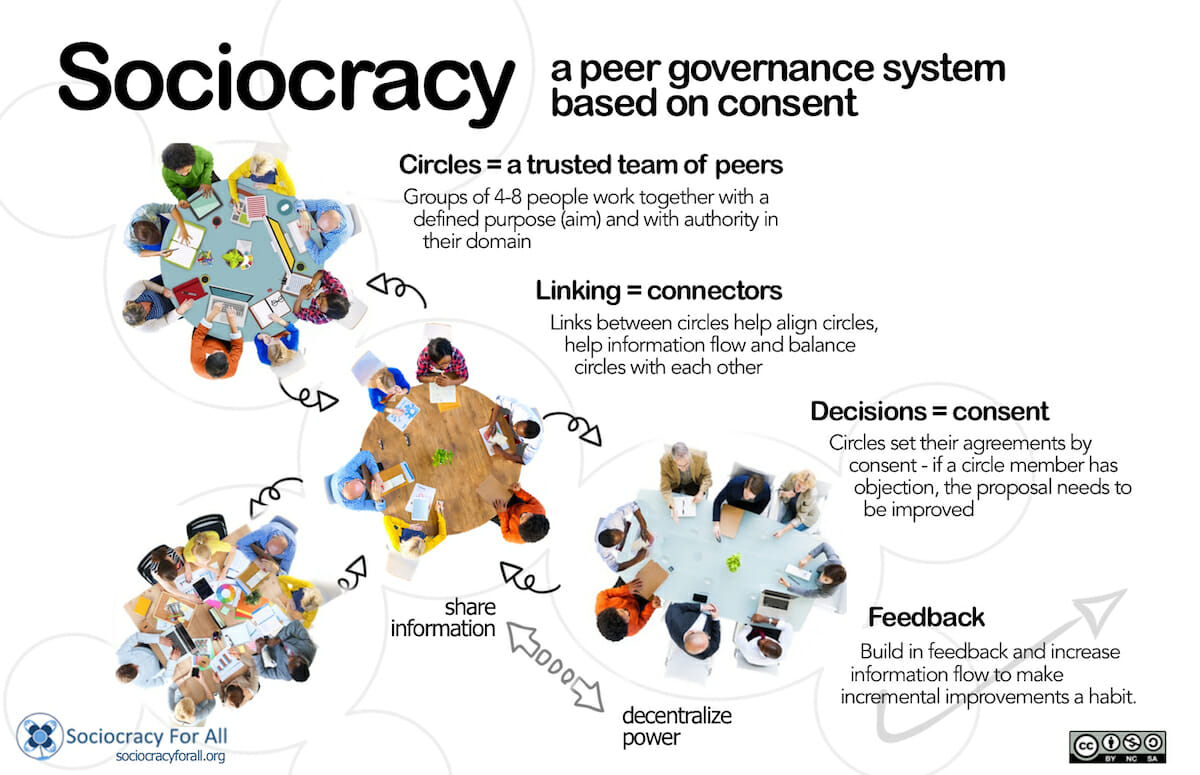 Sociocracy
a peer governance system
based on consent
Circles = a trusted team of peers
Groups of 4-8 people work together with a
defined purpose (aim) and with authority in
their domain
Linking = connectors
Links between circles help align circles,
help information flow and balance
circles with each other
Decisions = consent
Circles set their agreements by
consent - if a circle member has
objection, the proposal needs to
be improved
share
information
decentralize
power
Feedback
Build in feedback and increase
information flow to make
incremental improvements a habit.
Sociocracy For All
sociocracyforall.org
cc
BY NC SA